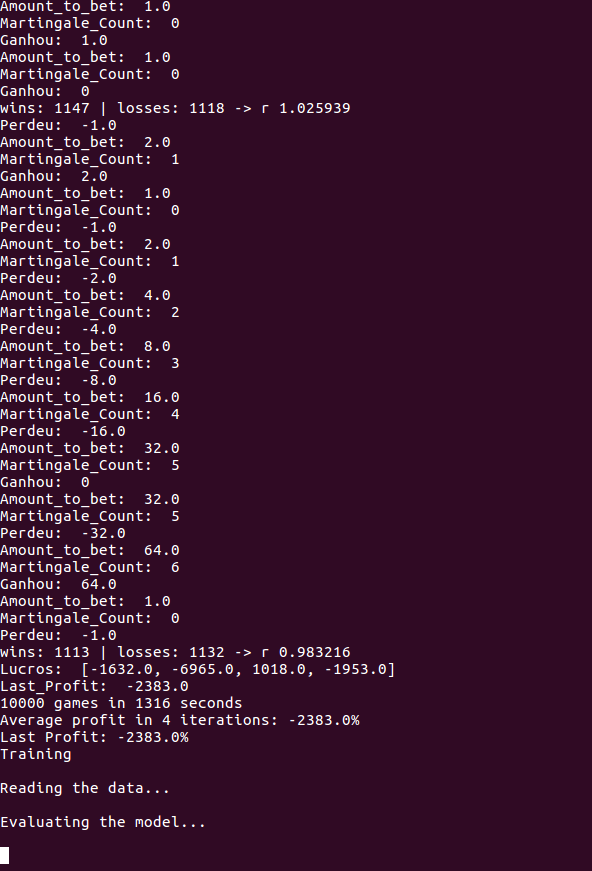 Amount_to_bet:  1.0
Martingale_Count:  0
Ganhou:  1.0
Amount_to_bet:  1.0
Martingale_Count:  0
Ganhou:  0
wins: 1147 | losses: 1118 -> r 1.025939
Perdeu:  -1.0
Amount_to_bet:  2.0
Martingale_Count:  1
Ganhou:  2.0
Amount_to_bet:  1.0
Martingale_Count:  0
Perdeu:  -1.0
Amount_to_bet:  2.0
Martingale_Count:  1
Perdeu:  -2.0
Amount_to_bet:  4.0
Martingale_Count:  2
Perdeu:  -4.0
Amount_to_bet:  8.0
Martingale_Count:  3
Perdeu:  -8.0
Amount_to_bet:  16.0
Martingale_Count:  4
Perdeu:  -16.0
Amount_to_bet:  32.0
Martingale_Count:  5
Ganhou:  0
Amount_to_bet:  32.0
Martingale_Count:  5
Perdeu:  -32.0
Amount_to_bet:  64.0
Martingale_Count:  6
Ganhou:  64.0
Amount_to_bet:  1.0
Martingale_Count:  0
Perdeu:  -1.0
wins: 1113 | losses: 1132 -> r 0.983216
Lucros:  [-1632.0, -6965.0, 1018.0, -1953.0]
Last_Profit:  -2383.0
10000 games in 1316 seconds
Average profit in 4 iterations: -2383.0%
Last Profit: -2383.0%
Training
Reading the data...
Evaluating the model...